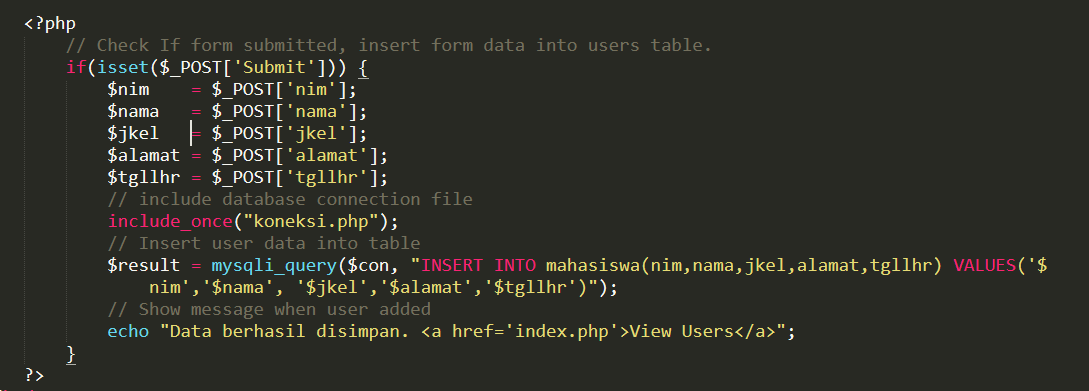 <?php
// Check If form submitted, insert form data into users table.
if(isset($_POST['Submit'])) {
$nim    = $_POST['nim'];
$nama   = $_POST['nama'];
$jkel   = $_POST['jkel'];
$alamat = $_POST['alamat'];
$tgllhr = $_POST['tgllhr'];
// include database connection file
include_once("koneksi.php");
// Insert user data into table
$result = mysqli_query($con, "INSERT INTO mahasiswa(nim,nama,jkel,alamat,tgllhr) VALUES('$
nim','$nama', '$jkel','$alamat','$tgllhr')");
// Show message when user added
echo "Data berhasil disimpan. <a href='index.php'>View Users</a>";
}
?>